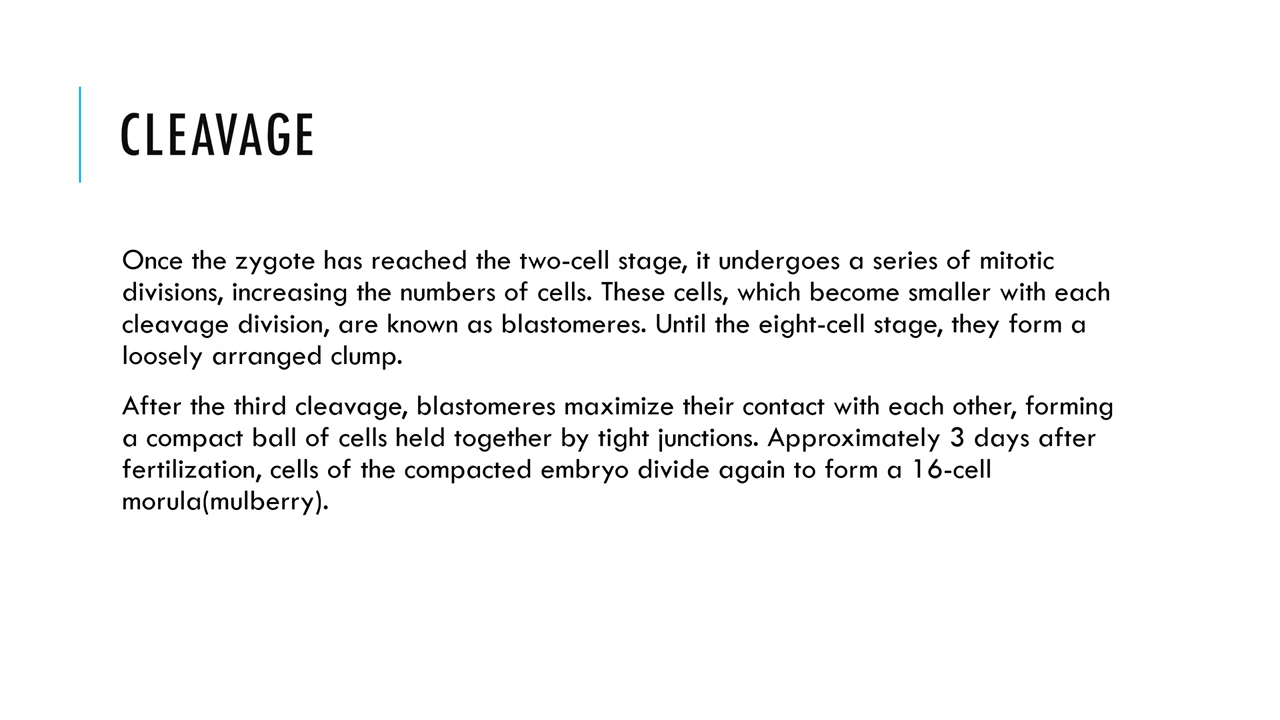 CLEAVAGE
Once the zygote has reached the two-cell stage, it undergoes a series of mitotic
divisions, increasing the numbers of cells. These cells, which become smaller with each
cleavage division, are known as blastomeres. Until the eight-cell stage, they form a
loosely arranged clump.
After the third cleavage, blastomeres maximize their contact with each other, forming
a compact ball of cells held together by tight junctions. Approximately 3 days after
fertilization, cells of the compacted embryo divide again to form a 16-cell
morula(mulberry).